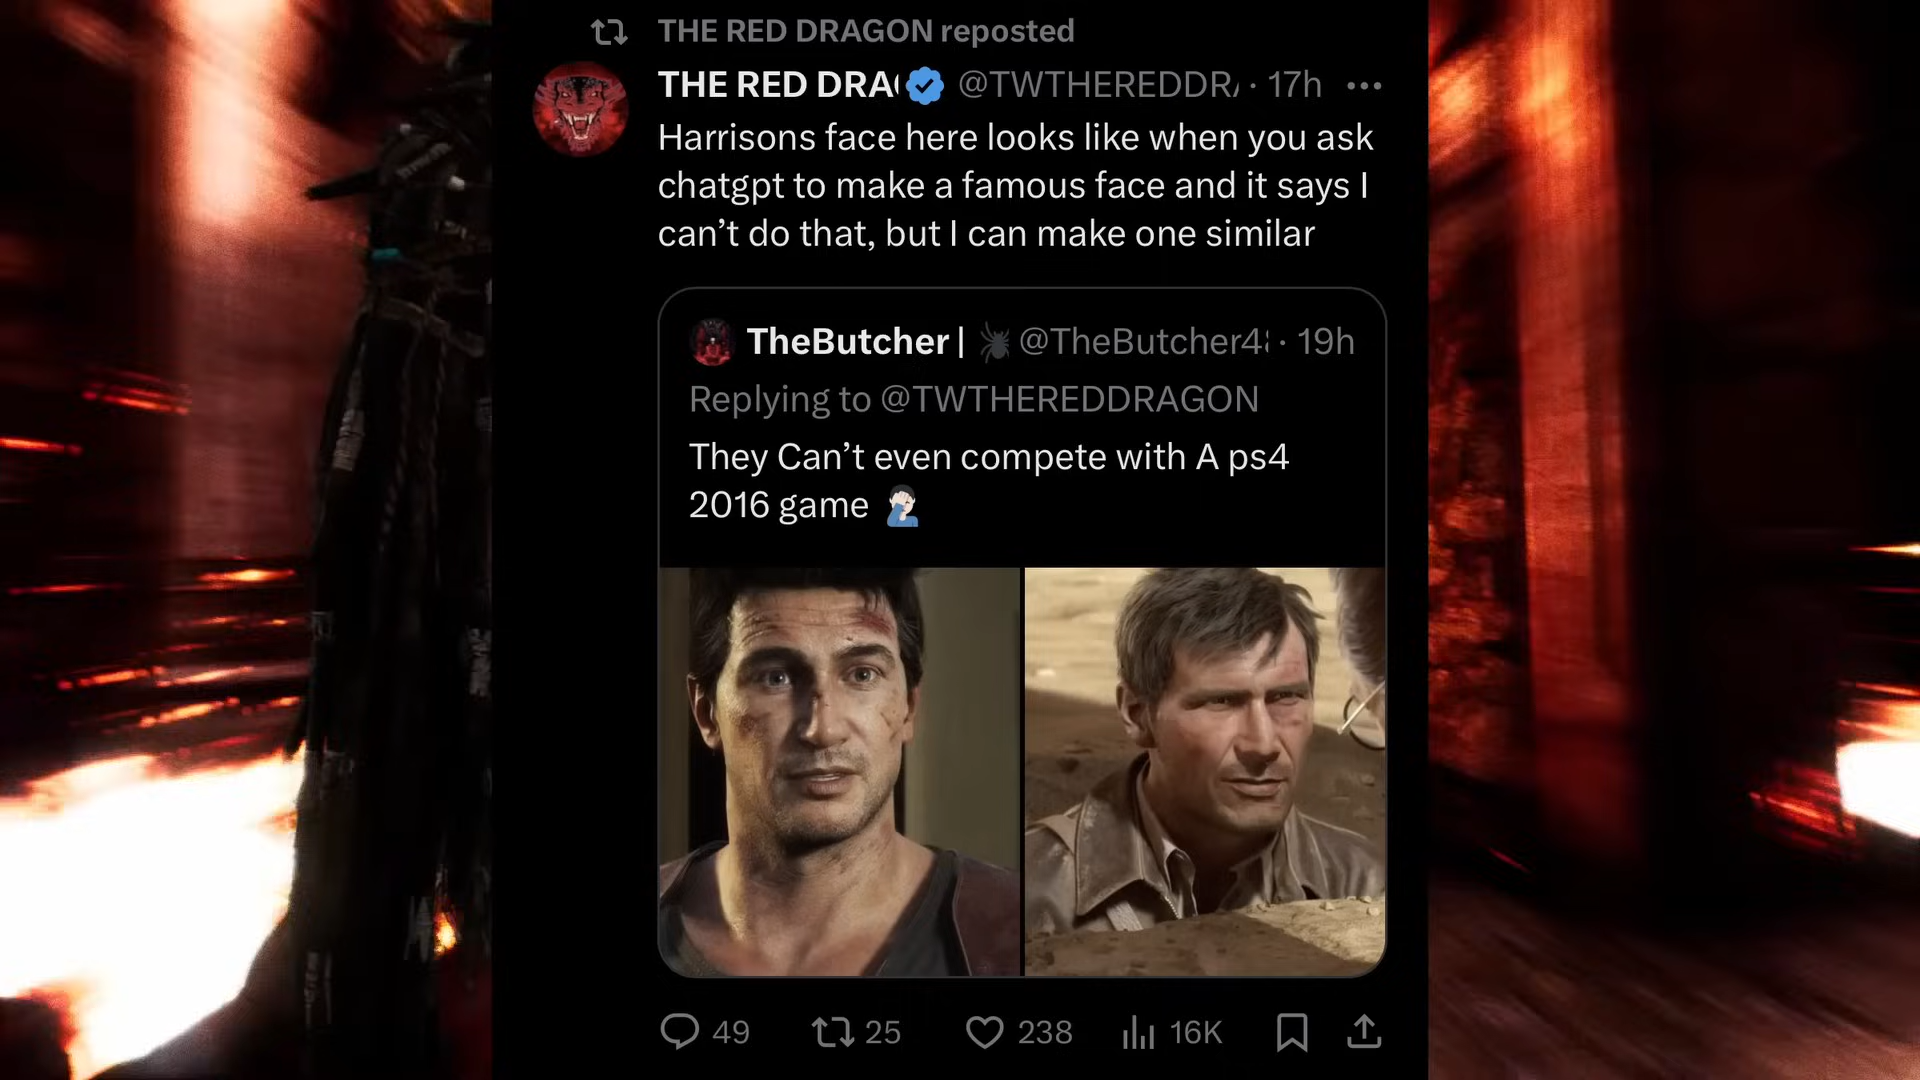 THE RED DRAGON reposted
THE RED DRA @TWTHEREDDR · 17h
Harrisons face here looks like when you ask
chatgpt to make a famous face and it says I
can’t do that, but I can make one similar
TheButcher | @TheButcher4 · 19h
Replying to @TWTHEREDDRAGON
They Can’t even compete with A ps4
2016 game 🤦🏻‍♂️
49 25 238 16K